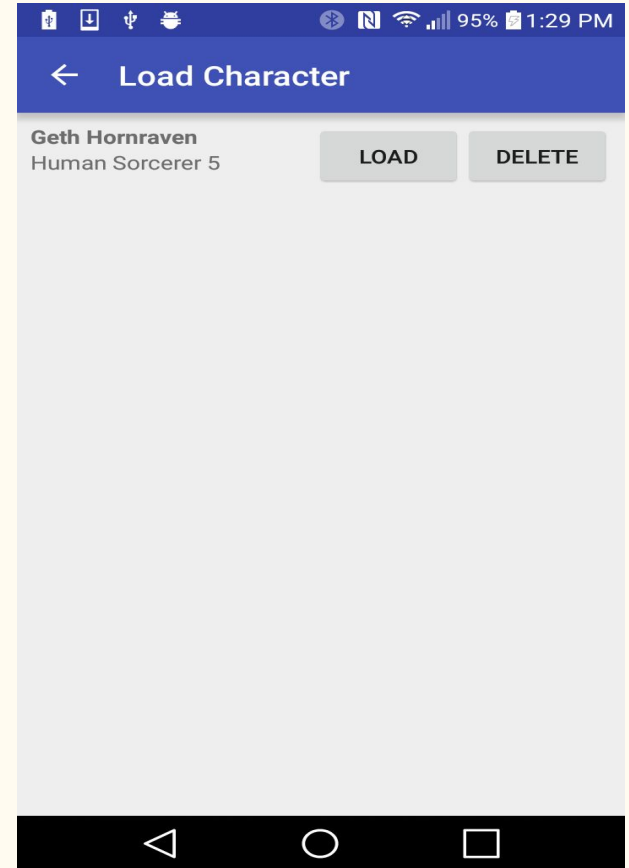 95% 1:29 PM
Load Character
Geth Hornraven
Human Sorcerer 5
LOAD DELETE